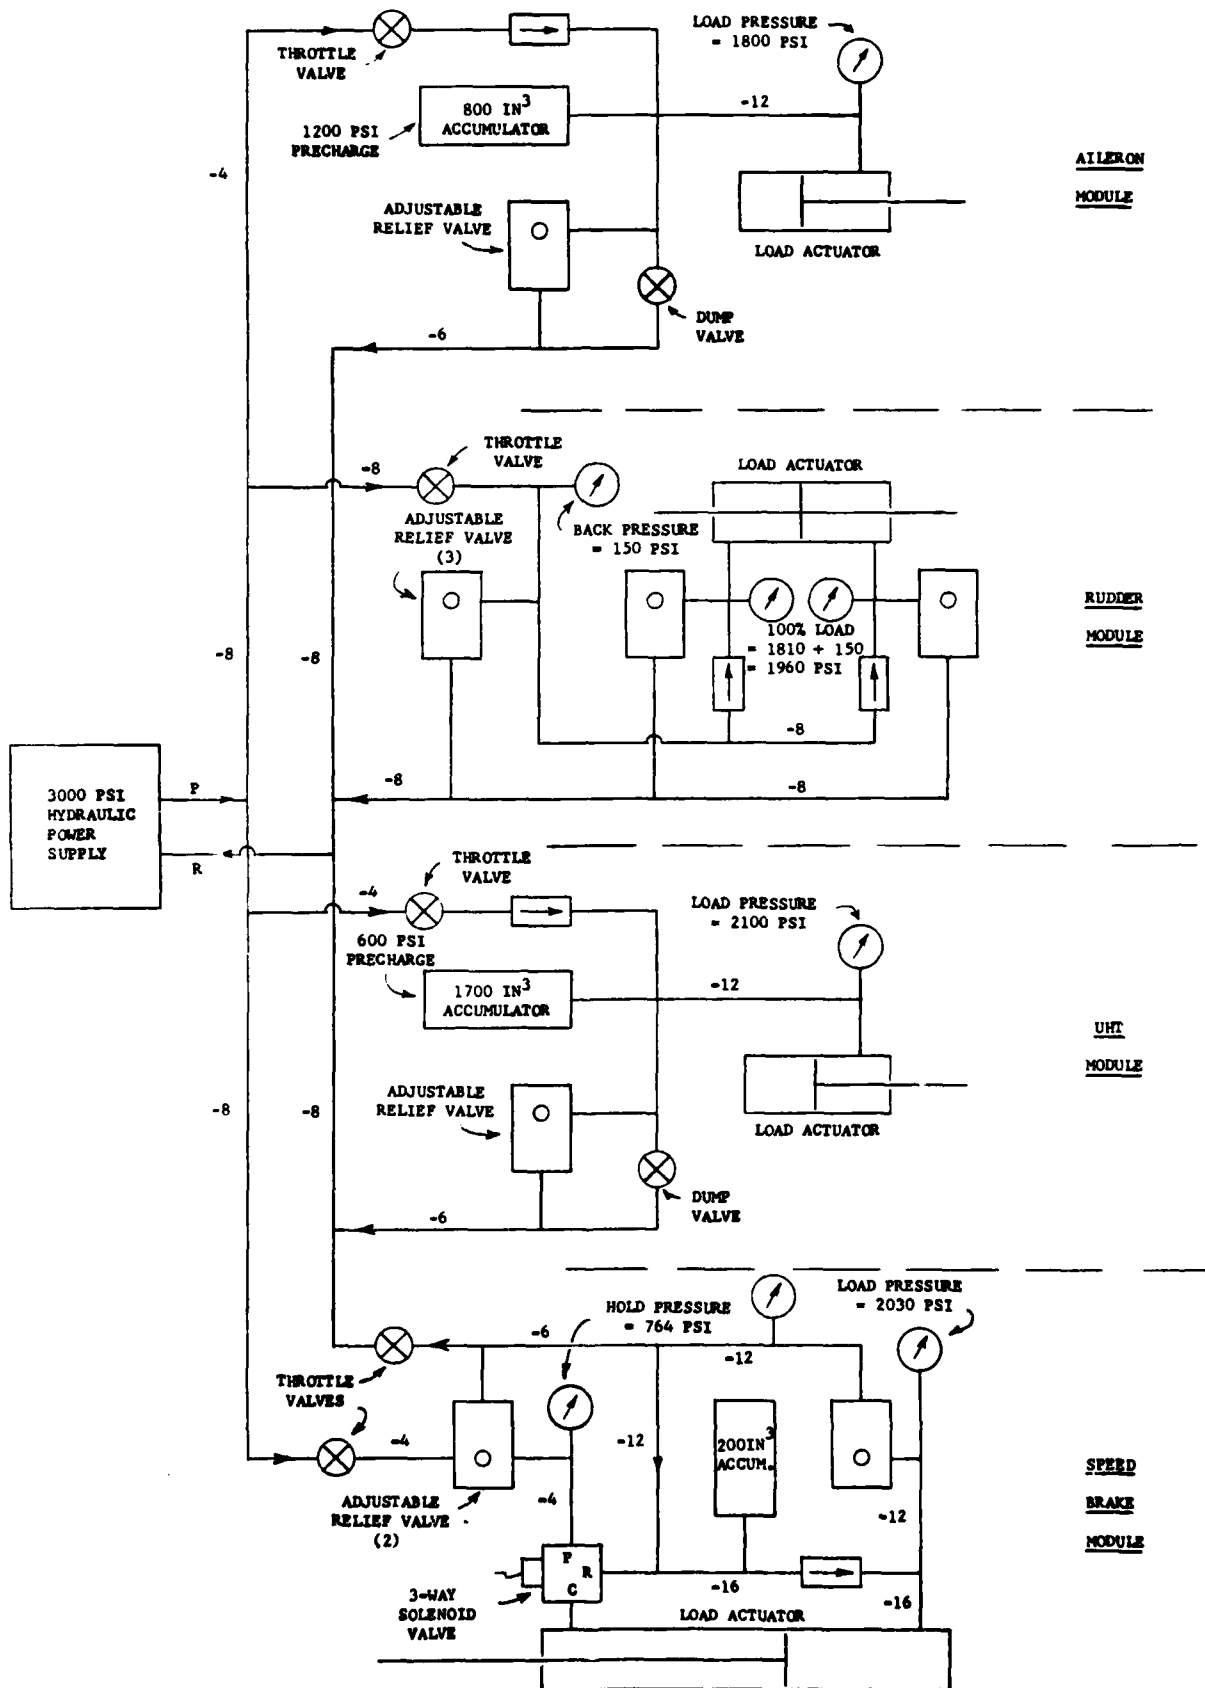 LOAD PRESSURE
= 1800 PSI
THROTTLE
VALVE
800 IN3
ACCUMULATOR
1200 PSI
PRECHARGE
-12
-4
AILERON
MODULE
ADJUSTABLE
RELIEF VALVE
LOAD ACTUATOR
DUMP
VALVE
-6
THROTTLE
VALVE
-8
LOAD ACTUATOR
ADJUSTABLE
RELIEF VALVE
(3)
BACK PRESSURE
= 150 PSI
RUDDER
MODULE
100% LOAD
= 1810 + 150
= 1960 PSI
-8
-8
-8
-8
-8
3000 PSI
HYDRAULIC
POWER
SUPPLY
P
R
THROTTLE
VALVE
-4
LOAD PRESSURE
= 2100 PSI
600 PSI
PRECHARGE
1700 IN3
ACCUMULATOR
-12
UHT
MODULE
ADJUSTABLE
RELIEF VALVE
-8
-8
LOAD ACTUATOR
DUMP
VALVE
-6
LOAD PRESSURE
= 2030 PSI
HOLD PRESSURE
= 764 PSI
-6
-12
THROTTLE
VALVES
-4
-12
200IN3
ACCUM.
SPEED
BRAKE
MODULE
ADJUSTABLE
RELIEF VALVE
(2)
-4
-12
P
R
C
-16
-16
3-WAY
SOLENOID
VALVE
LOAD ACTUATOR